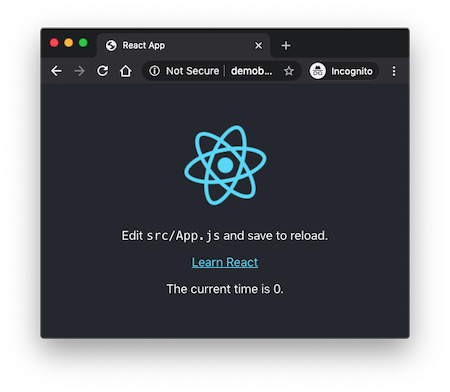 React App
Not Secure demob...
Incognito
Edit src/App.js and save to reload.
Learn React
The current time is 0.